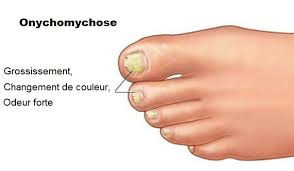 Onychomychose
Grossissement,
Changement de couleur,
Odeur forte